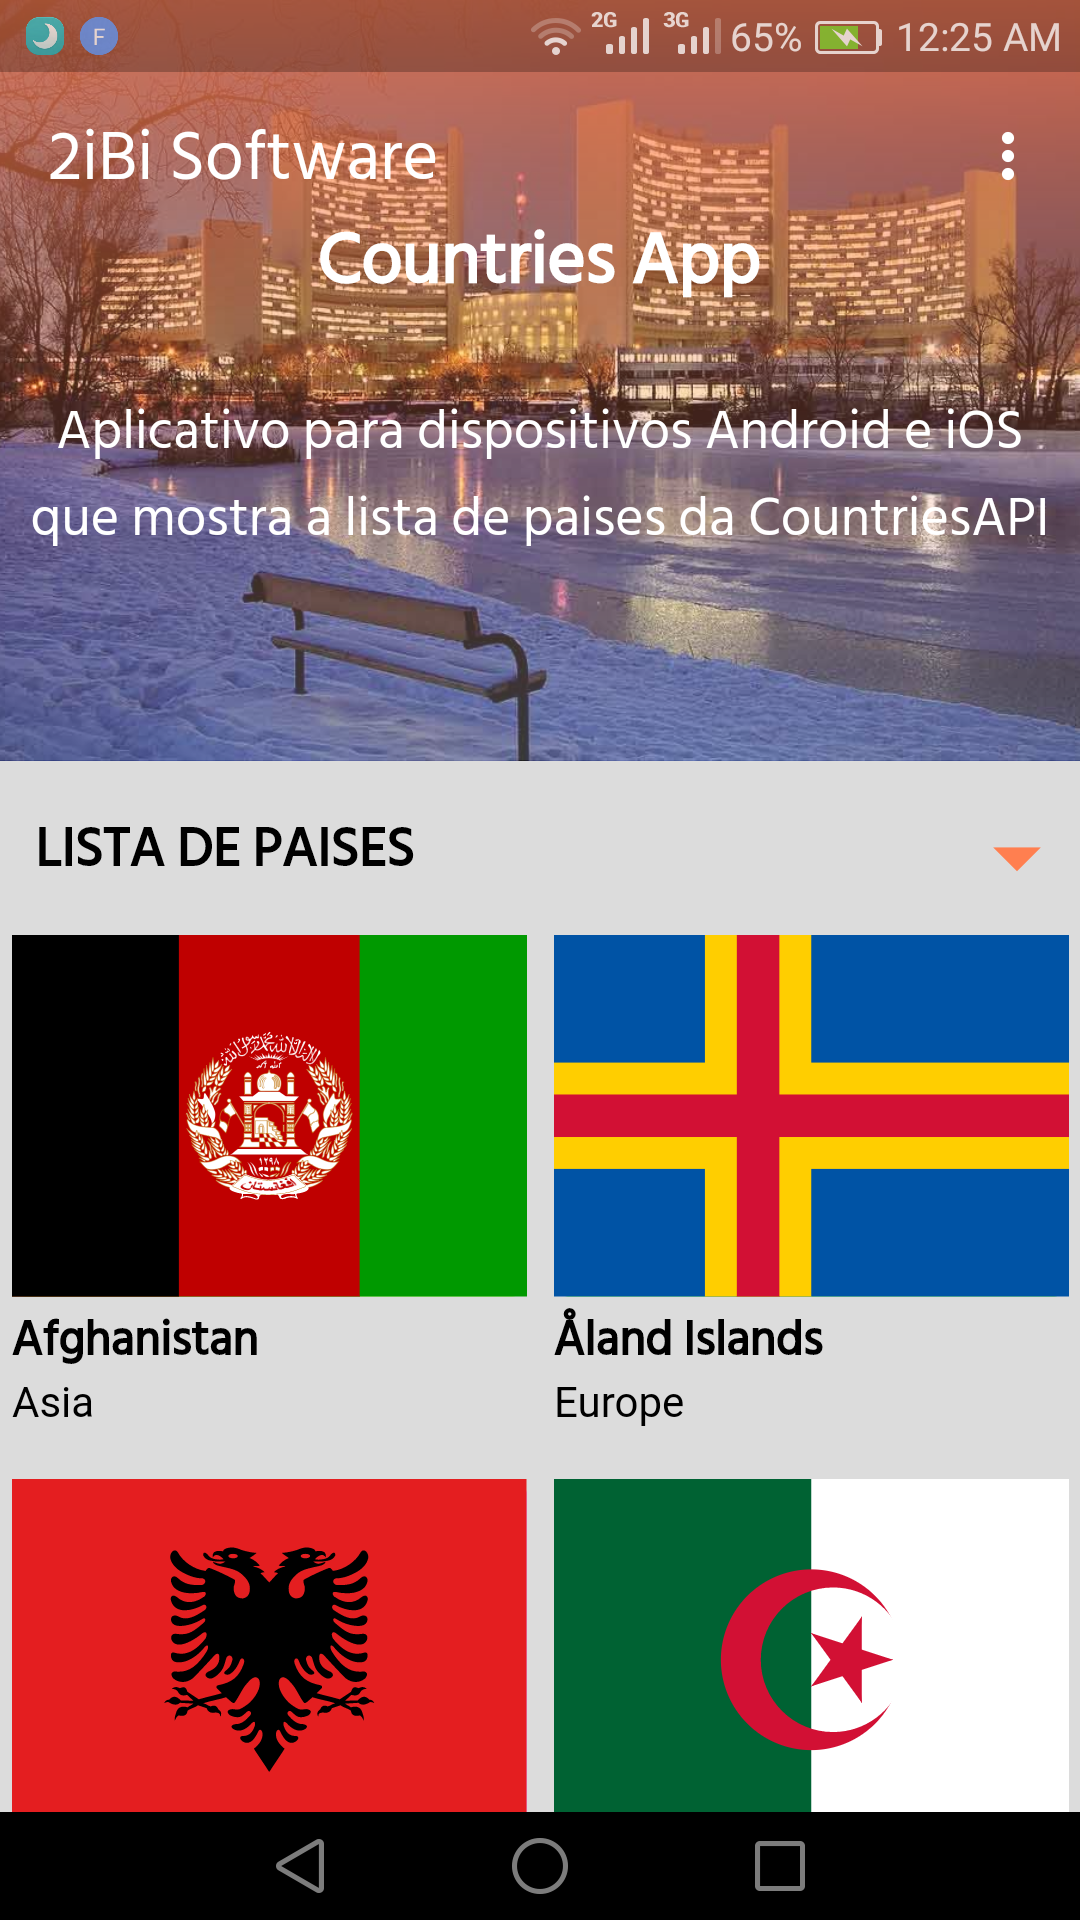 F
2G
3G
65%
12:25 AM
2iBi Software
Countries App
Aplicativo para dispositivos Android e iOS
que mostra a lista de paises da CountriesAPI
LISTA DE PAISES
Afghanistan
Åland Islands
Asia
Europe